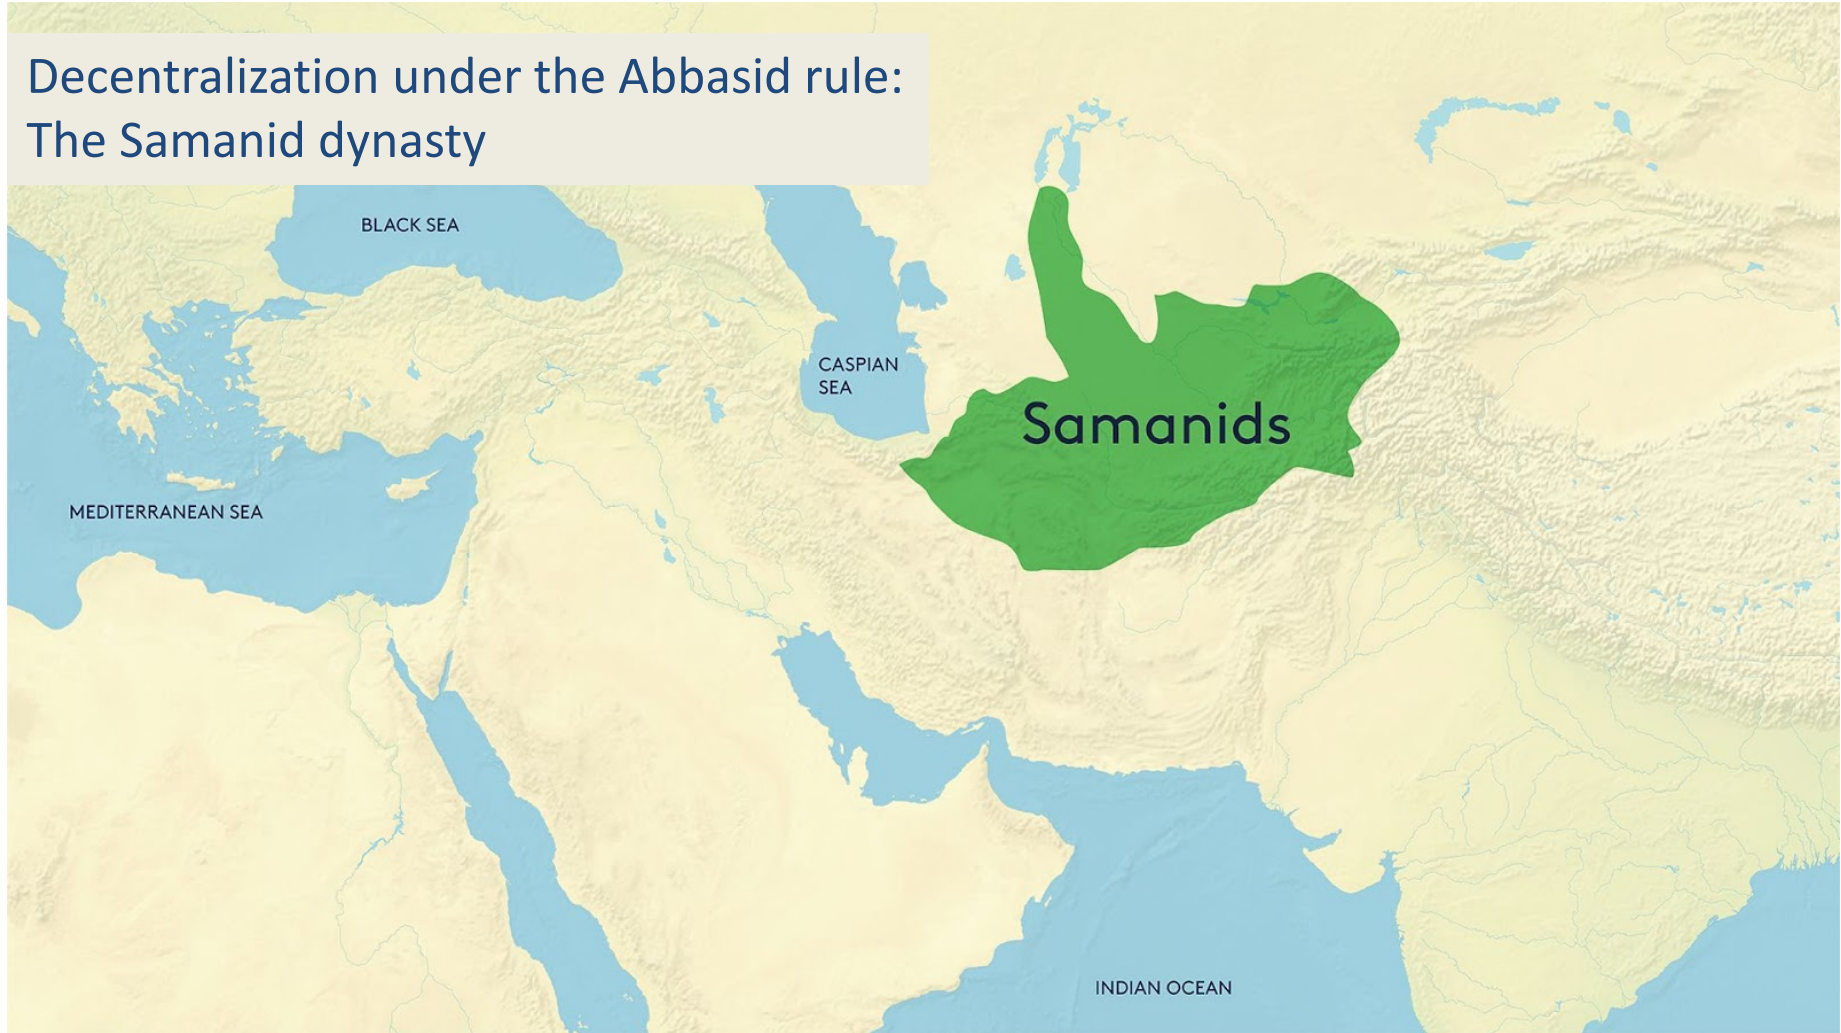 Decentralization under the Abbasid rule:
The Samanid dynasty
BLACK SEA
CASPIAN
SEA
Samanids
MEDITERRANEAN SEA
INDIAN OCEAN